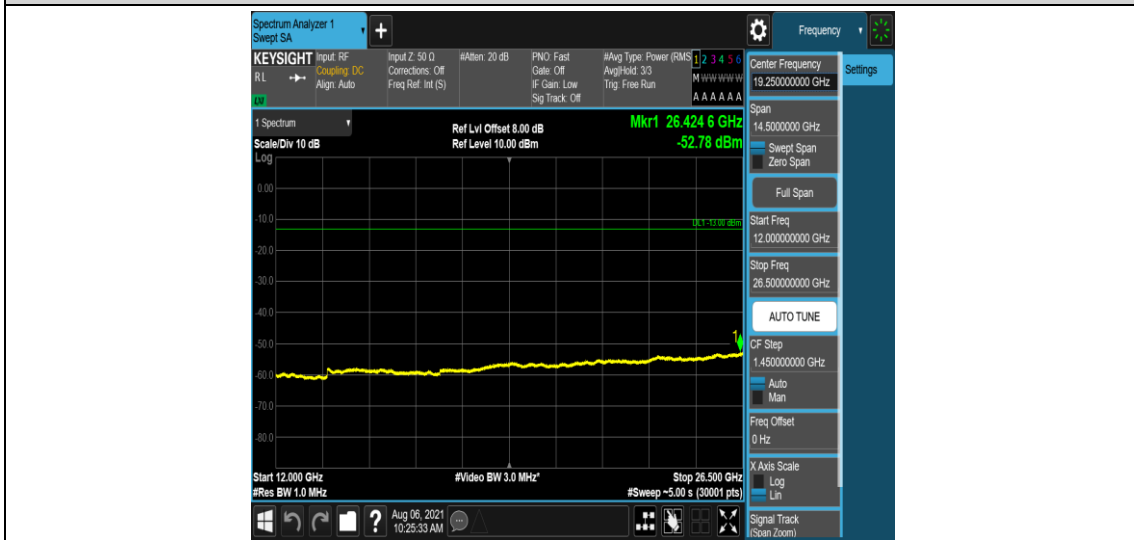 Spectrum Analyzer 1
Swept SA
+
Frequency
KEYSIGHT
RL
Input: RF
Coupling: DC
Align: Auto
Input Z: 50 Ω
Corrections: Off
Freq Ref: Int (S)
#Atten: 20 dB
PNO: Fast
Gate: Off
IF Gain: Low
Sig Track: Off
#Avg Type: Power (RMS
Avg|Hold: 3/3
Trig: Free Run
1 2 3 4 5 6
M W W W W W
A A A A A A
1 Spectrum
Scale/Div 10 dB
Ref Lvl Offset 8.00 dB
Ref Level 10.00 dBm
Mkr1 26.424 6 GHz
-52.78 dBm
Log
0.00
-10.0
-20.0
-30.0
-40.0
-50.0
-60.0
-70.0
-80.0
DL1 -13.00 dBm
1
Start 12.000 GHz
#Res BW 1.0 MHz
#Video BW 3.0 MHz*
Stop 26.500 GHz
#Sweep ~5.00 s (30001 pts)
Center Frequency
19.250000000 GHz
Settings
Span
14.5000000 GHz
Swept Span
Zero Span
Full Span
Start Freq
12.000000000 GHz
Stop Freq
26.500000000 GHz
AUTO TUNE
CF Step
1.450000000 GHz
Auto
Man
Freq Offset
0 Hz
X Axis Scale
Log
Lin
Signal Track
(Span Zoom)
?
Aug 06, 2021
10:25:33 AM